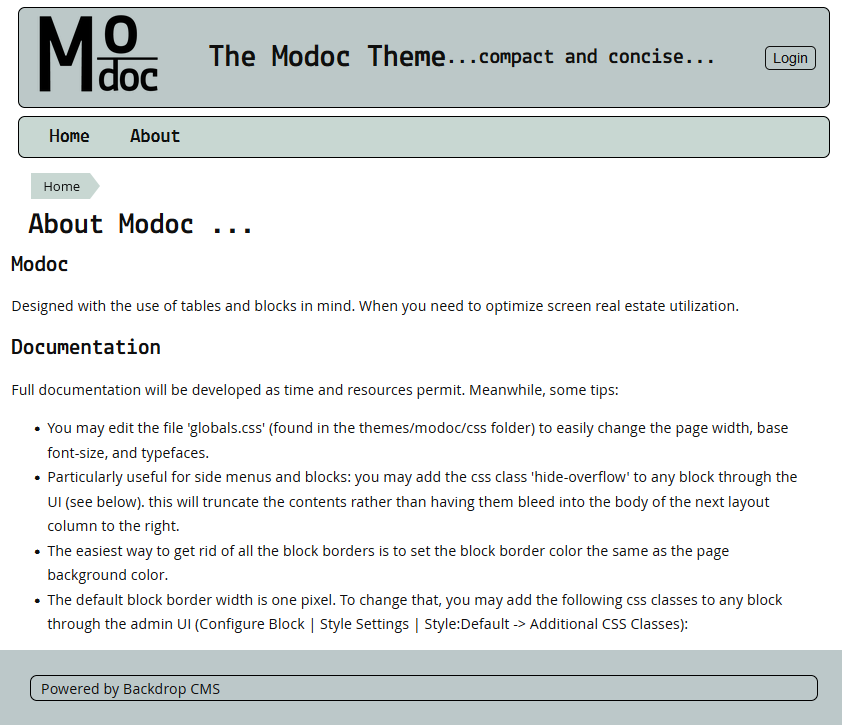 Modoc
The Modoc Theme...compact and concise...
Login
Home About
Home
About Modoc ...
Modoc
Designed with the use of tables and blocks in mind. When you need to optimize screen real estate utilization.
Documentation
Full documentation will be developed as time and resources permit. Meanwhile, some tips:
• You may edit the file 'globals.css' (found in the themes/modoc/css folder) to easily change the page width, base
font-size, and typefaces.
• Particularly useful for side menus and blocks: you may add the css class 'hide-overflow' to any block through the
UI (see below). this will truncate the contents rather than having them bleed into the body of the next layout
column to the right.
• The easiest way to get rid of all the block borders is to set the block border color the same as the page
background color.
• The default block border width is one pixel. To change that, you may add the following css classes to any block
through the admin UI (Configure Block | Style Settings | Style:Default -> Additional CSS Classes):
Powered by Backdrop CMS